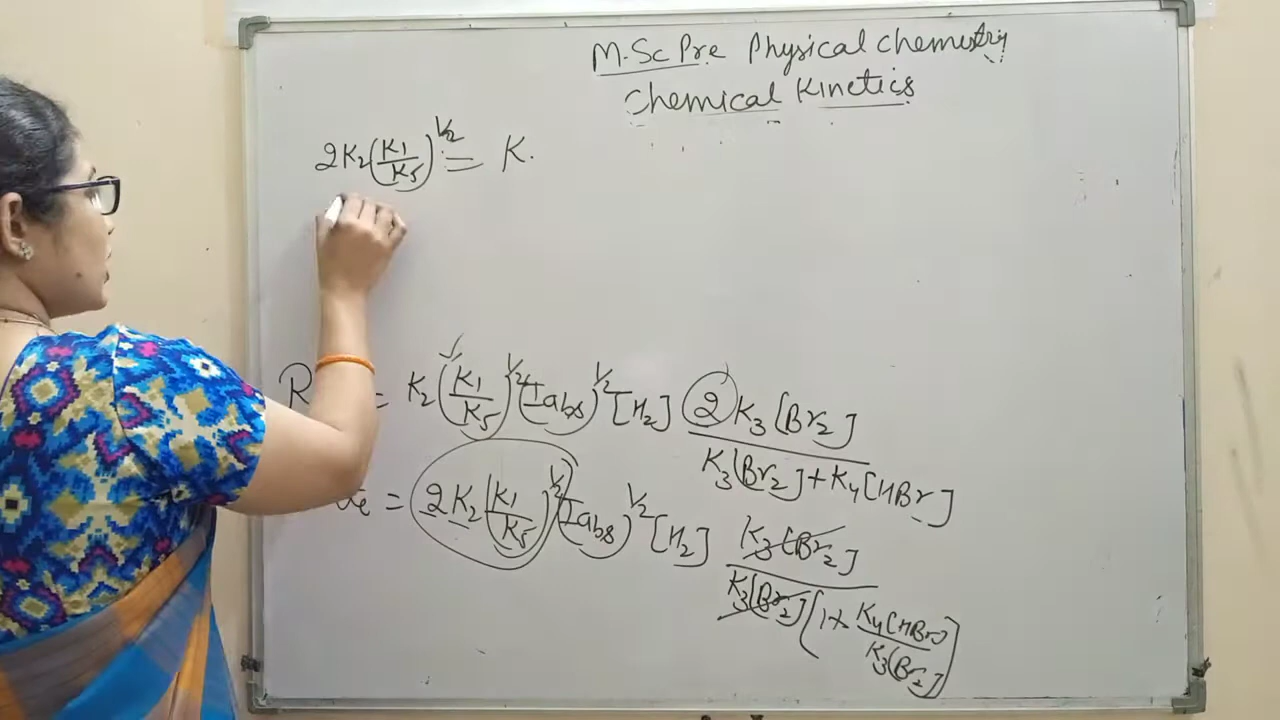 M.Sc Pre Physical chemistry
Chemical Kinetics
2K₂(K₁/K₅)^½ = K.
R = K₂(K₁/K₅)^½ (Iabs)^½ [H₂] 2K₃[Br₂] / K₃[Br₂]+K₄[HBr]
= 2K₂(K₁/K₅)^½ (Iabs)^½ [H₂] K₃[Br₂] / K₃[Br₂][1+ K₄[HBr] / K₃[Br₂]]